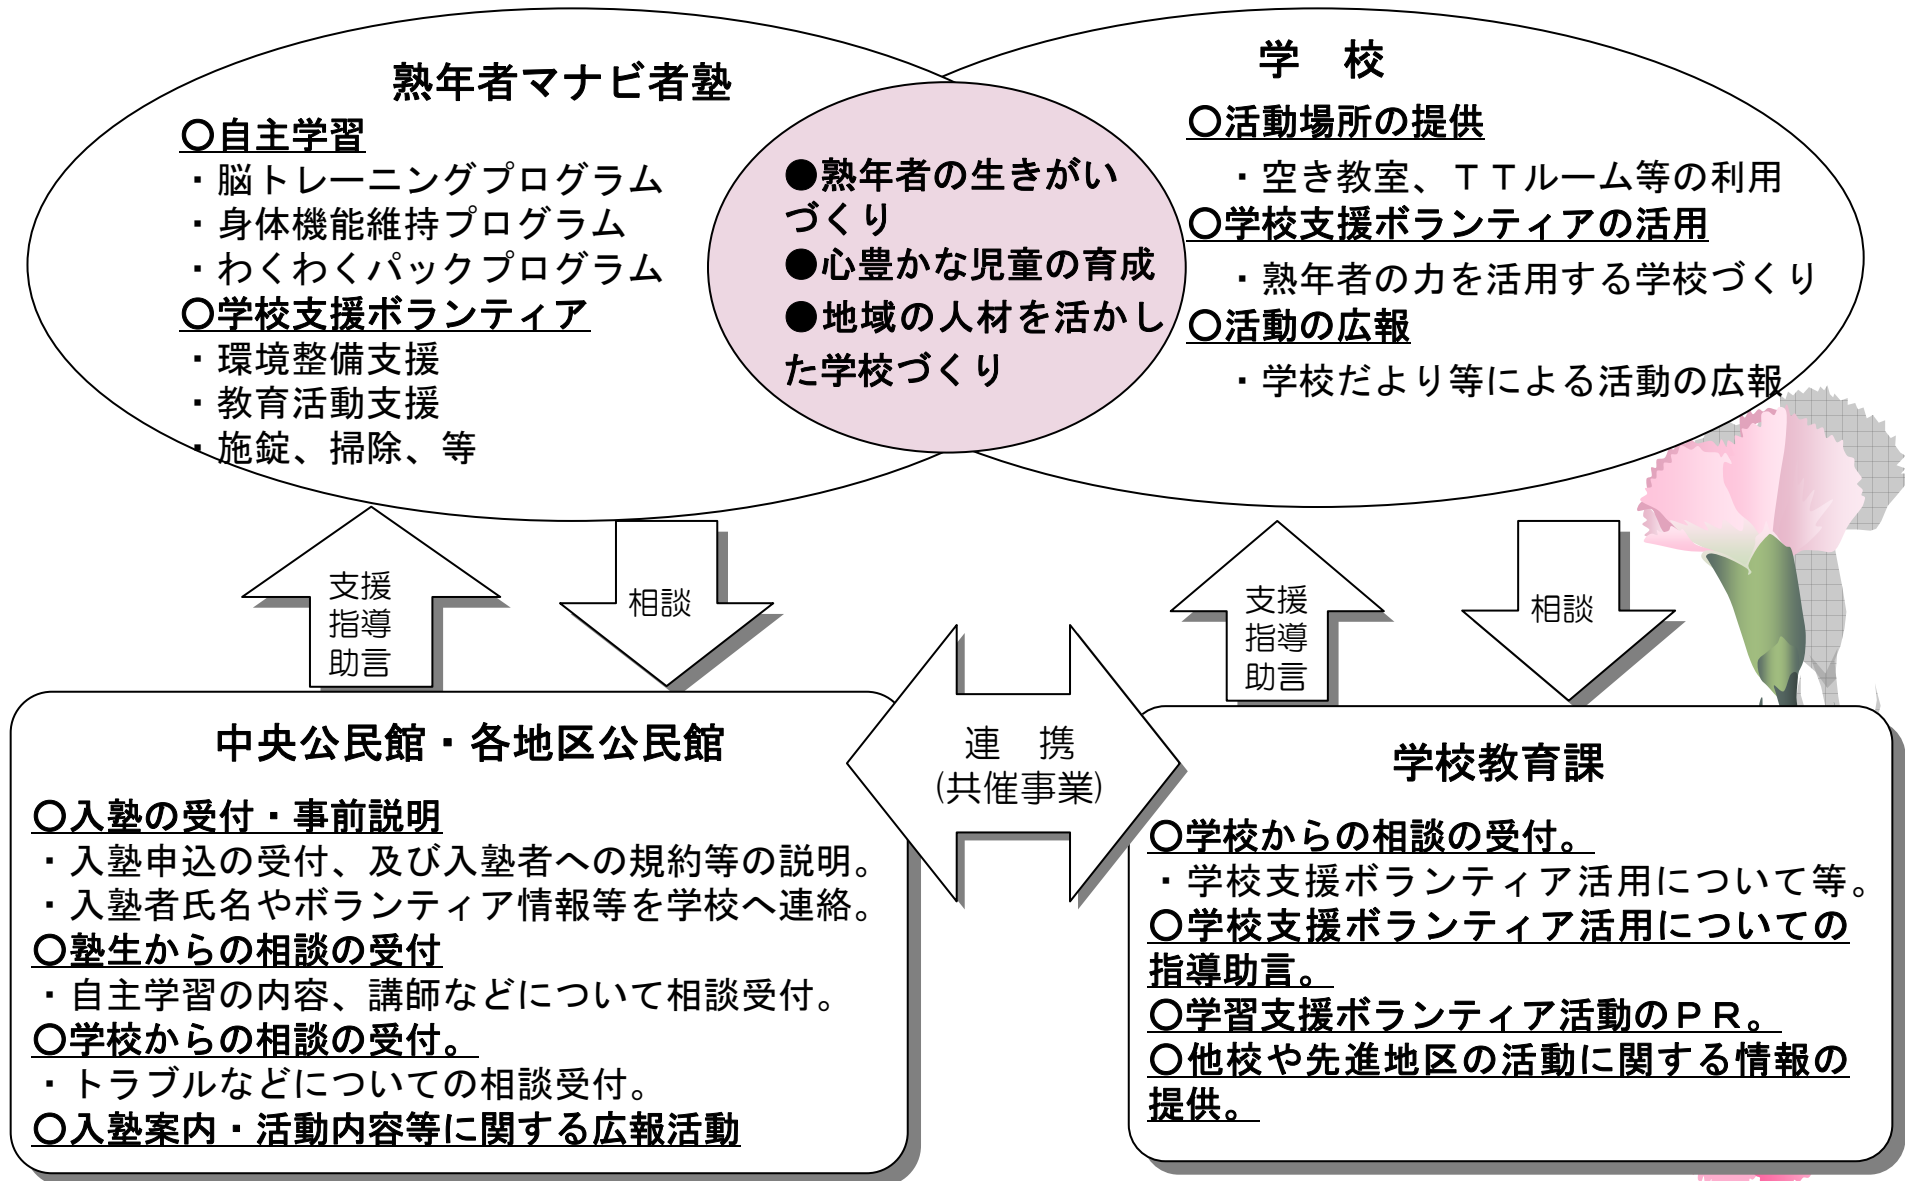 熟年者マナビ者塾
〇自主学習
・脳トレーニングプログラム
・身体機能維持プログラム
・わくわくパックプログラム
〇学校支援ボランティア
・環境整備支援
・教育活動支援
・施錠、掃除、等
●熟年者の生きがい
づくり
●心豊かな児童の育成
●地域の人材を活かし
た学校づくり
学　校
〇活動場所の提供
・空き教室、ＴＴルーム等の利用
〇学校支援ボランティアの活用
・熟年者の力を活用する学校づくり
〇活動の広報
・学校だより等による活動の広報
支援
指導
助言
相談
支援
指導
助言
相談
中央公民館・各地区公民館
〇入塾の受付・事前説明
・入塾申込の受付、及び入塾者への規約等の説明。
・入塾者氏名やボランティア情報等を学校へ連絡。
〇塾生からの相談の受付
・自主学習の内容、講師などについて相談受付。
〇学校からの相談の受付。
・トラブルなどについての相談受付。
〇入塾案内・活動内容等に関する広報活動
連　携
(共催事業)
学校教育課
〇学校からの相談の受付。
・学校支援ボランティア活用について等。
〇学校支援ボランティア活用についての
指導助言。
〇学習支援ボランティア活動のＰＲ。
〇他校や先進地区の活動に関する情報の
提供。